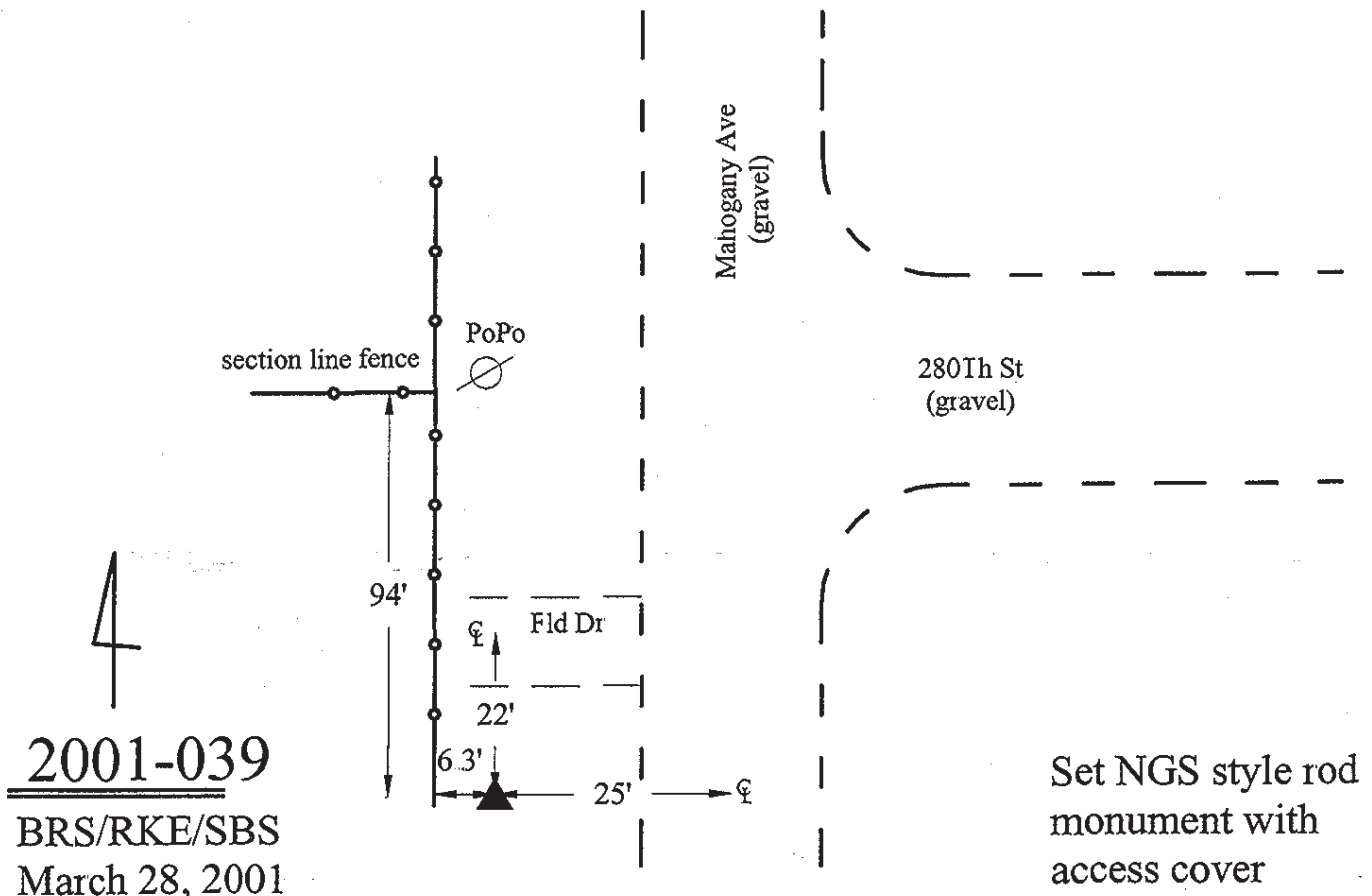 Mahogany Ave
(gravel)
PoPo
section line fence
280Th St
(gravel)
94'
℄
Fld Dr
22'
6.3'
25'
℄
2001-039
BRS/RKE/SBS
March 28, 2001
Set NGS style rod
monument with
access cover